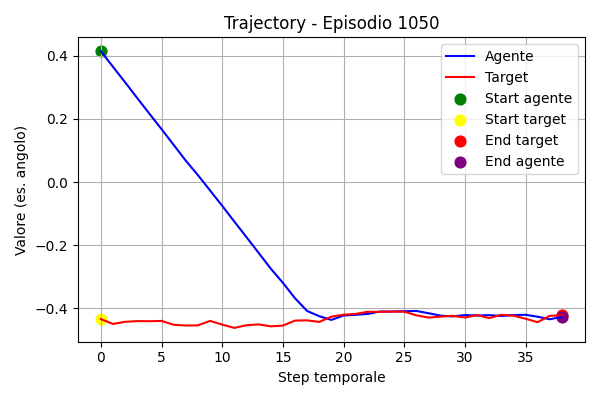 Trajectory - Episodio 1050
Valore (es. angolo)
0.4
0.2
0.0
−0.2
−0.4
0
5
10
15
20
25
30
35
Step temporale
Agente
Target
Start agente
Start target
End target
End agente